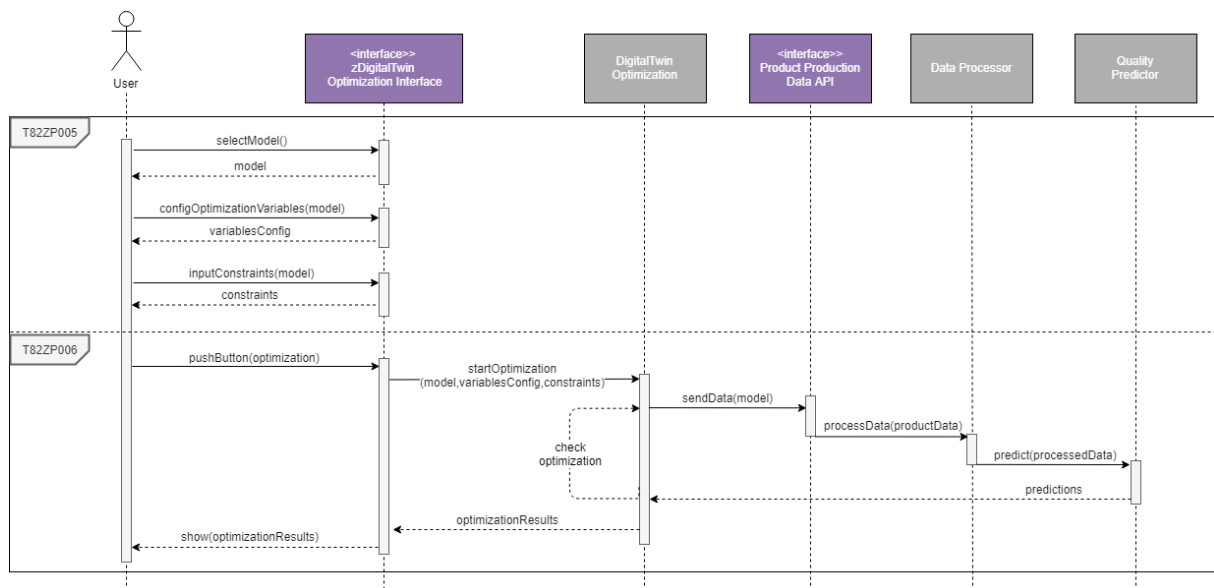 User
<interface>>
zDigitalTwin
Optimization Interface
DigitalTwin
Optimization
<interface>>
Product Production
Data API
Data Processor
Quality
Predictor
T82ZP005
selectModel()
model
configOptimizationVariables(model)
variablesConfig
inputConstraints(model)
constraints
T82ZP006
pushButton(optimization)
startOptimization
(model,variablesConfig,constraints)
sendData(model)
processData(productData)
check
optimization
predict(processedData)
predictions
optimizationResults
show(optimizationResults)